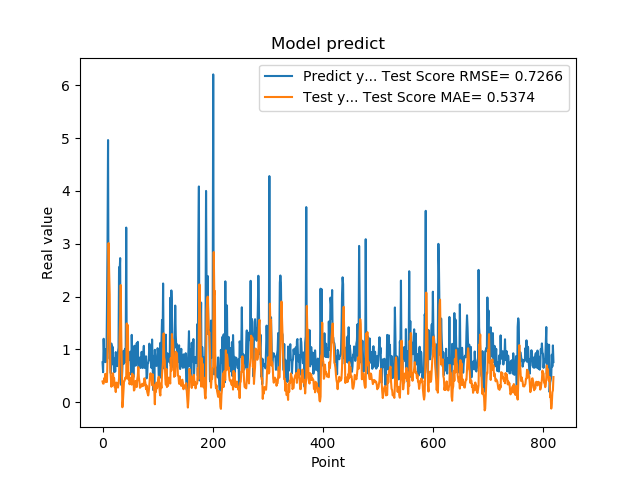 Model predict
Predict y... Test Score RMSE= 0.7266
Test y... Test Score MAE= 0.5374
Real value
6
5
4
3
2
1
0
0 200 400 600 800
Point